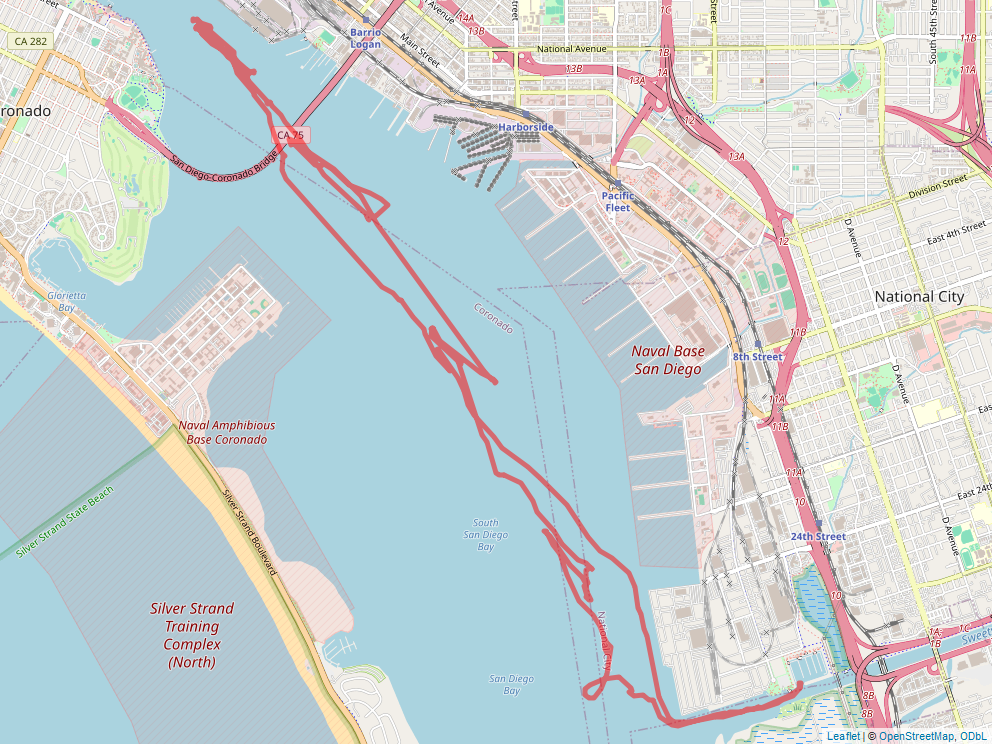 CA 282
ronado
Barrio
Logan
Main Street
Avenue
14A
13B
National Avenue
Street
1C
1B
1A
13A
12
13A
Street
South 45th Street
11B
11A
CA 75
San Diego-Coronado Bridge
Harborside
Pacific
Fleet
12
Division Street
D Avenue
East 4th Street
Glorietta
Bay
Coronado
National City
Naval Base
San Diego
11B
8th Street
D Avenue
11A
11B
Naval Amphibious
Base Coronado
Silver Strand State Beach
Silver Strand Boulevard
11A
10
East 24th
D Avenue
24th Street
South
San Diego
Bay
10
Silver Strand
Training
Complex
(North)
National City
1A
1B
1C
Sweetw
San Diego
Bay
8B
8B
Leaflet | © OpenStreetMap, ODbL